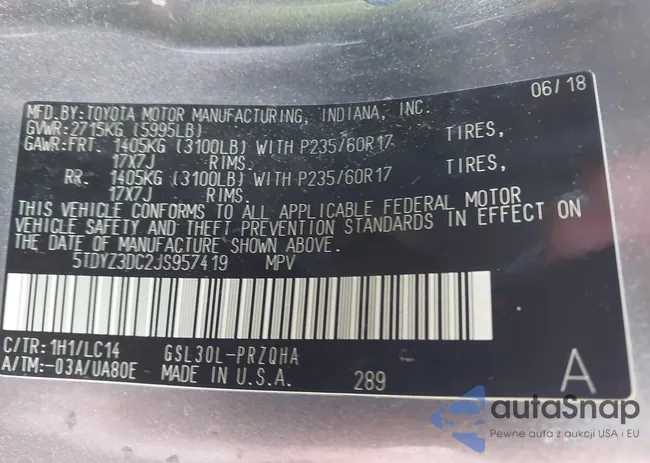 MFD.BY:TOYOTA MOTOR MANUFACTURING, INDIANA, INC. 06/18
GVWR:2715KG (5995LB)
GAWR:FRT. 1405KG (3100LB) WITH P235/60R17 TIRES,
17X7J RIMS.
RR. 1405KG (3100LB) WITH P235/60R17 TIRES,
17X7J RIMS.
THIS VEHICLE CONFORMS TO ALL APPLICABLE FEDERAL MOTOR
VEHICLE SAFETY AND THEFT PREVENTION STANDARDS IN EFFECT ON
THE DATE OF MANUFACTURE SHOWN ABOVE.
5TDYZ3DC2JS957419 MPV
C/TR:1H1/LC14 GSL30L-PRZQHA
A/TM:-03A/UA80E MADE IN U.S.A. 289 A
autaSnap
Pewne auta z aukcji USA i EU